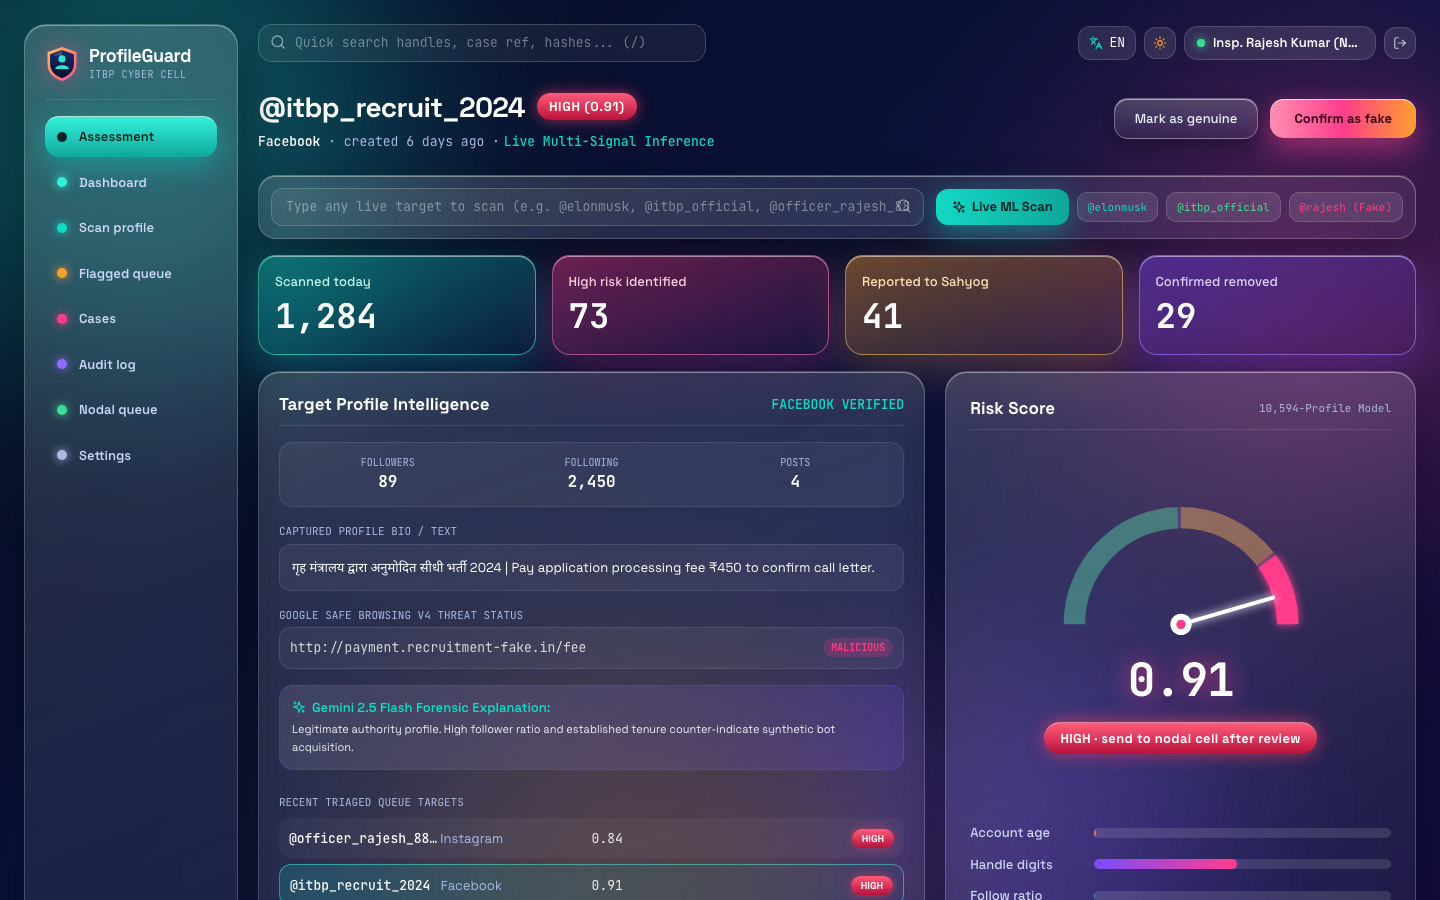 ProfileGuard
ITBP CYBER CELL
Assessment
Dashboard
Scan profile
Flagged queue
Cases
Audit log
Nodal queue
Settings
Quick search handles, case ref, hashes... (/)
EN
Insp. Rajesh Kumar (N...
@itbp_recruit_2024 HIGH (0.91)
Facebook · created 6 days ago · Live Multi-Signal Inference
Mark as genuine
Confirm as fake
Type any live target to scan (e.g. @elonmusk, @itbp_official, @officer_rajesh_
Live ML Scan
@elonmusk
@itbp_official
@rajesh (Fake)
Scanned today
1,284
High risk identified
73
Reported to Sahyog
41
Confirmed removed
29
Target Profile Intelligence
FACEBOOK VERIFIED
FOLLOWERS
89
FOLLOWING
2,450
POSTS
4
CAPTURED PROFILE BIO / TEXT
गृह मंत्रालय द्वारा अनुमोदित सीधी भर्ती 2024 | Pay application processing fee ₹450 to confirm call letter.
GOOGLE SAFE BROWSING V4 THREAT STATUS
http://payment.recruitment-fake.in/fee
MALICIOUS
Gemini 2.5 Flash Forensic Explanation:
Legitimate authority profile. High follower ratio and established tenure counter-indicate synthetic bot
acquisition.
RECENT TRIAGED QUEUE TARGETS
@officer_rajesh_88… Instagram 0.84 HIGH
@itbp_recruit_2024 Facebook 0.91 HIGH
Risk Score
10,594-Profile Model
0.91
HIGH · send to nodal cell after review
Account age
Handle digits
Follow ratio